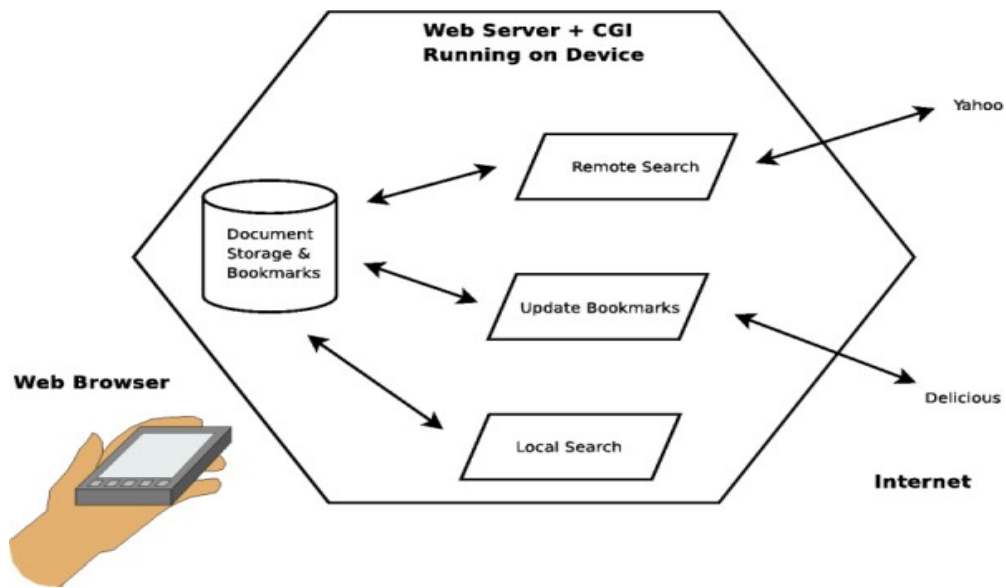 Web Server + CGI
Running on Device
Yahoo
Remote Search
Document
Storage &
Bookmarks
Update Bookmarks
Web Browser
Delicious
Local Search
Internet